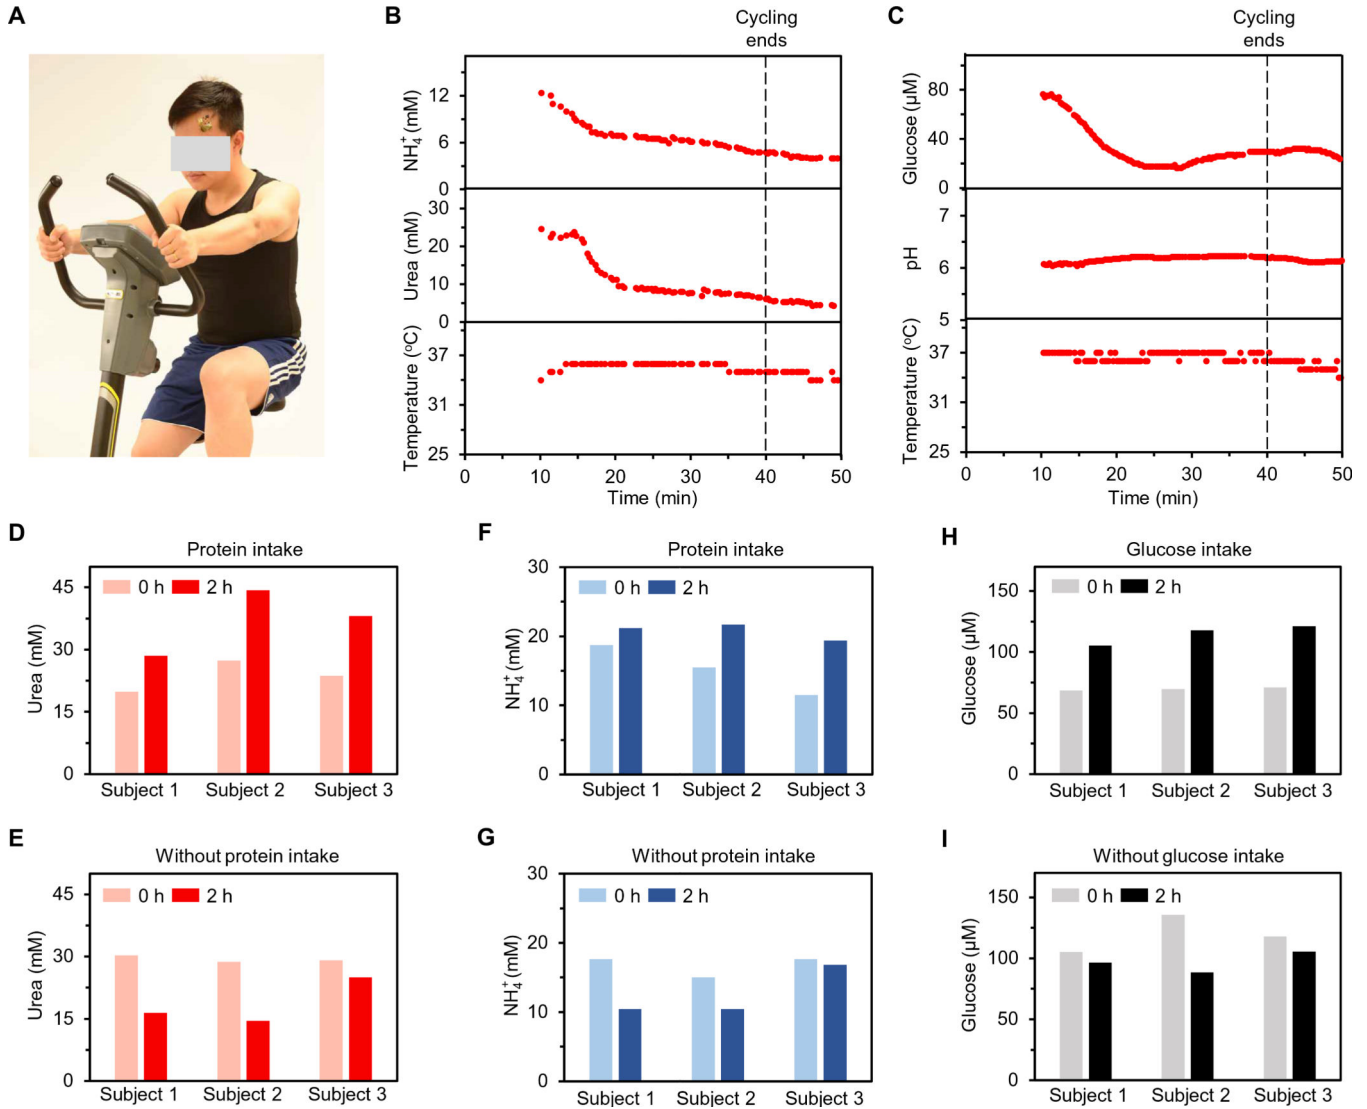 A
B
Cycling
ends
NH₄⁺ (mM)
12
6
0
Urea (mM)
30
20
10
0
Temperature (°C)
37
31
25
0
10
20
30
40
50
Time (min)
C
Cycling
ends
Glucose (µM)
80
40
0
pH
7
6
5
Temperature (°C)
37
31
25
0
10
20
30
40
50
Time (min)
D
Protein intake
0 h 2 h
Urea (mM)
45
30
15
0
Subject 1 Subject 2 Subject 3
F
Protein intake
0 h 2 h
NH₄⁺ (mM)
30
20
10
0
Subject 1 Subject 2 Subject 3
H
Glucose intake
0 h 2 h
Glucose (µM)
150
100
50
0
Subject 1 Subject 2 Subject 3
E
Without protein intake
0 h 2 h
Urea (mM)
45
30
15
0
Subject 1 Subject 2 Subject 3
G
Without protein intake
0 h 2 h
NH₄⁺ (mM)
30
20
10
0
Subject 1 Subject 2 Subject 3
I
Without glucose intake
0 h 2 h
Glucose (µM)
150
100
50
0
Subject 1 Subject 2 Subject 3